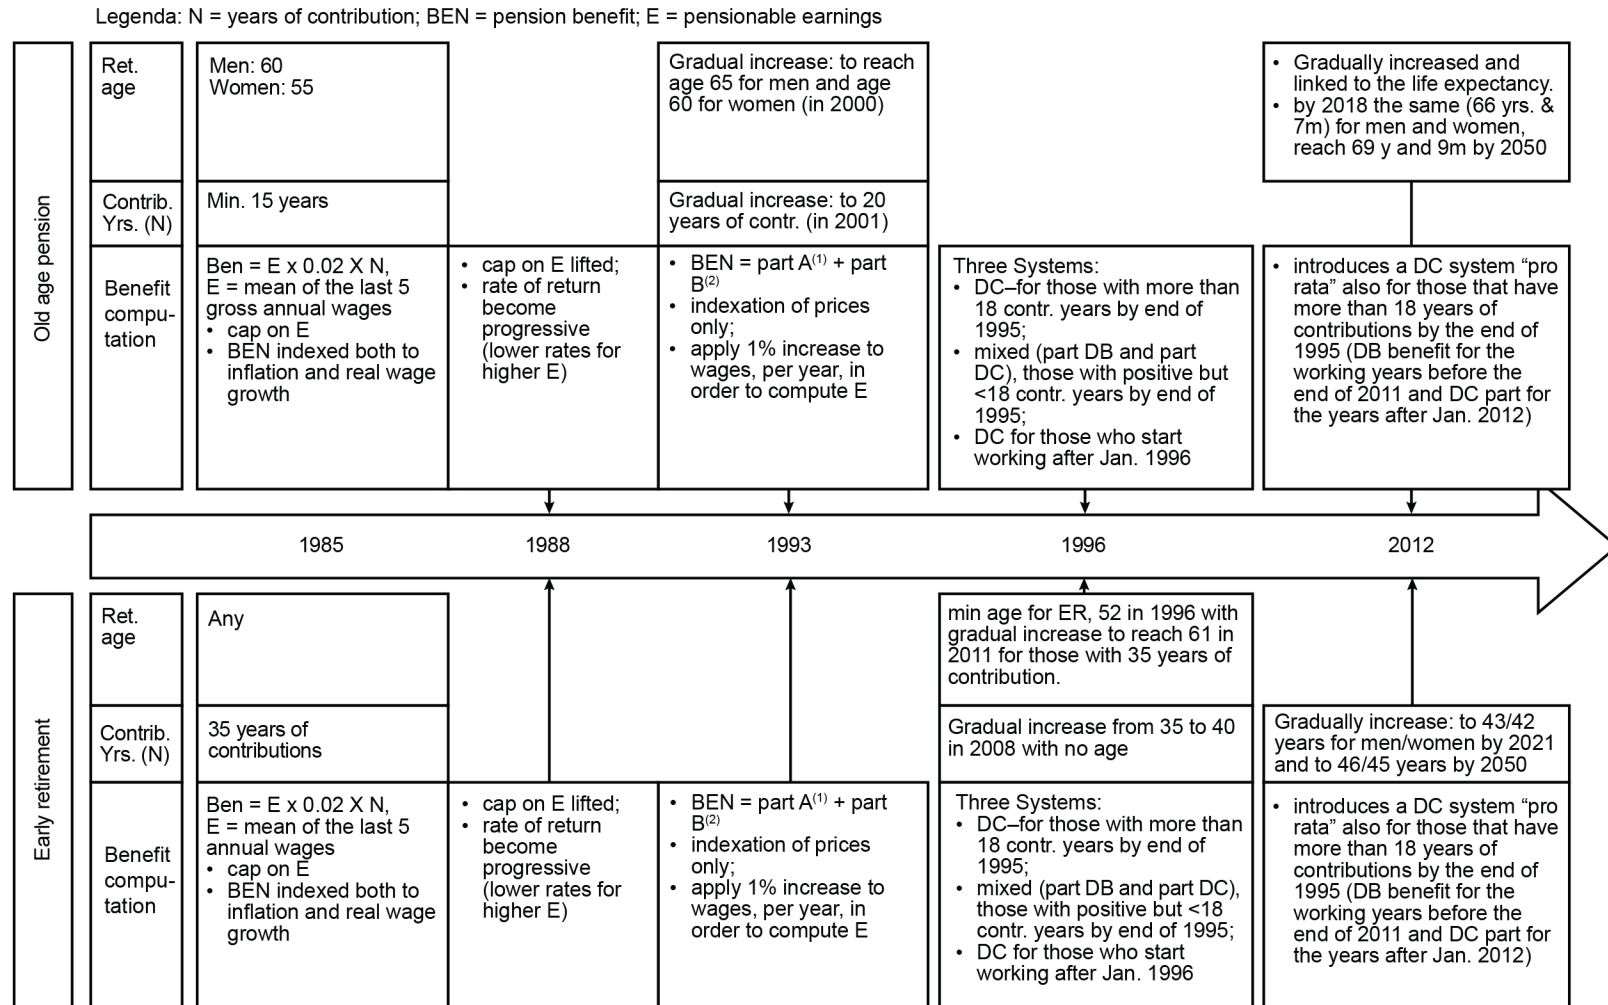 Legenda: N = years of contribution; BEN = pension benefit; E = pensionable earnings
Old age pension
Ret.
age
Men: 60
Women: 55
Gradual increase: to reach
age 65 for men and age
60 for women (in 2000)
• Gradually increased and
linked to the life expectancy.
• by 2018 the same (66 yrs. &
7m) for men and women,
reach 69 y and 9m by 2050
Contrib.
Yrs. (N)
Min. 15 years
Gradual increase: to 20
years of contr. (in 2001)
Benefit
compu-
tation
Ben = E x 0.02 X N,
E = mean of the last 5
gross annual wages
• cap on E
• BEN indexed both to
inflation and real wage
growth
• cap on E lifted;
• rate of return
become
progressive
(lower rates for
higher E)
• BEN = part A(1) + part
B(2)
• indexation of prices
only;
• apply 1% increase to
wages, per year, in
order to compute E
Three Systems:
• DC–for those with more than
18 contr. years by end of
1995;
• mixed (part DB and part
DC), those with positive but
<18 contr. years by end of
1995;
• DC for those who start
working after Jan. 1996
• introduces a DC system “pro
rata” also for those that have
more than 18 years of
contributions by the end of
1995 (DB benefit for the
working years before the
end of 2011 and DC part for
the years after Jan. 2012)
1985
1988
1993
1996
2012
Early retirement
Ret.
age
Any
min age for ER, 52 in 1996 with
gradual increase to reach 61 in
2011 for those with 35 years of
contribution.
Contrib.
Yrs. (N)
35 years of
contributions
Gradual increase from 35 to 40
in 2008 with no age
Gradually increase: to 43/42
years for men/women by 2021
and to 46/45 years by 2050
Benefit
compu-
tation
Ben = E x 0.02 X N,
E = mean of the last 5
annual wages
• cap on E
• BEN indexed both to
inflation and real wage
growth
• cap on E lifted;
• rate of return
become
progressive
(lower rates for
higher E)
• BEN = part A(1) + part
B(2)
• indexation of prices
only;
• apply 1% increase to
wages, per year, in
order to compute E
Three Systems:
• DC–for those with more than
18 contr. years by end of
1995;
• mixed (part DB and part DC),
those with positive but <18
contr. years by end of 1995;
• DC for those who start
working after Jan. 1996
• introduces a DC system “pro
rata” also for those that have
more than 18 years of
contributions by the end of
1995 (DB benefit for the
working years before the
end of 2011 and DC part for
the years after Jan. 2012)